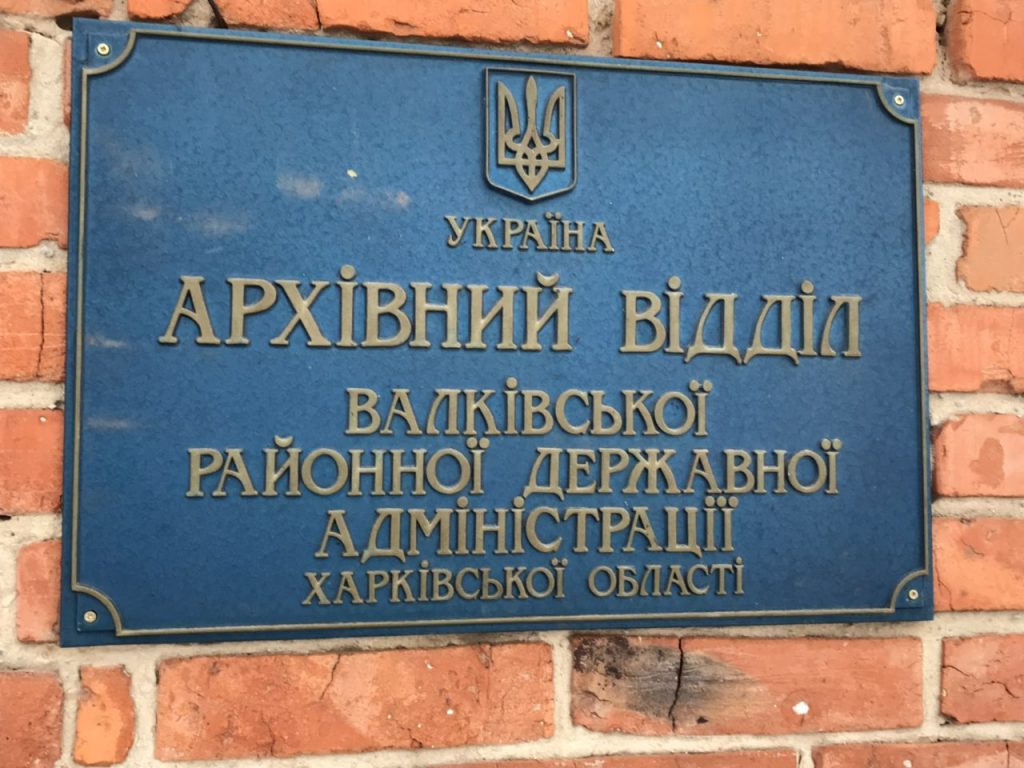 УКРАЇНА
АРХІВНИЙ ВІДДІЛ
ВАЛКІВСЬКОЇ
РАЙОННОЇ ДЕРЖАВНОЇ
АДМІНІСТРАЦІЇ
ХАРКІВСЬКОЇ ОБЛАСТІ